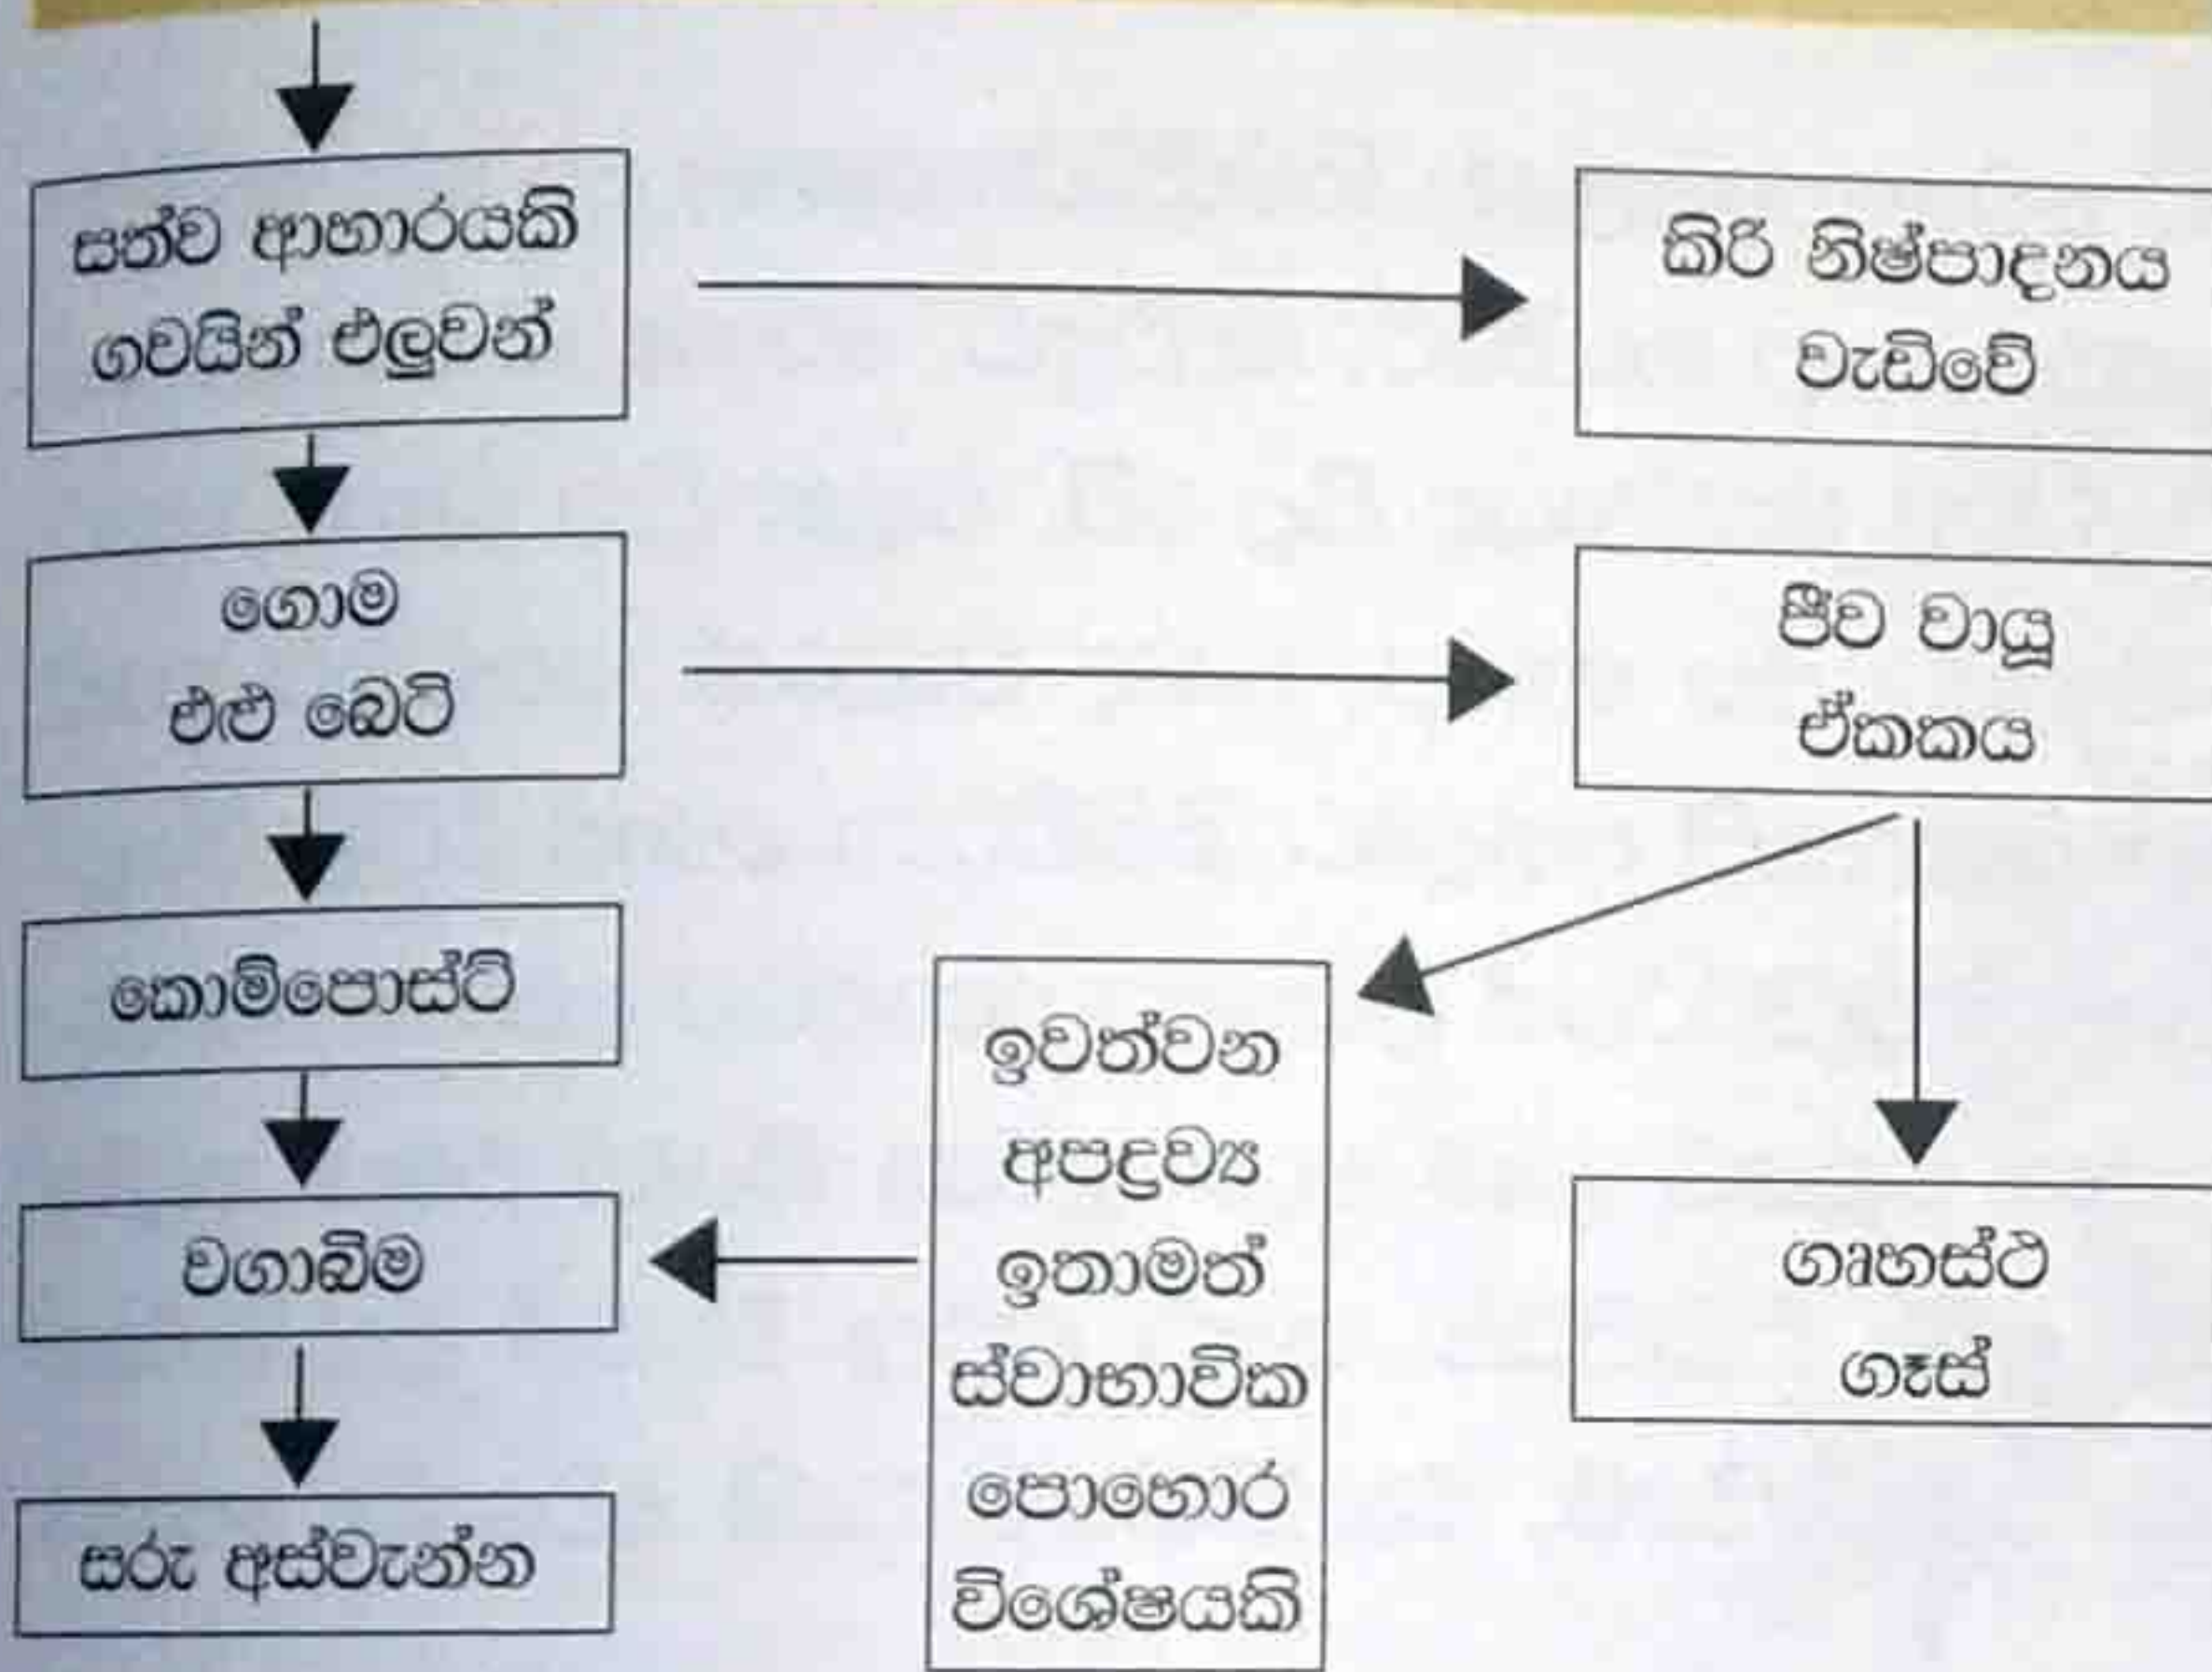 සත්ව ආහාරයකි
ගවයින් එලුවන්
කිරි නිෂ්පාදනය
වැඩිවේ
ගොම
එළු බෙටි
ජීව වායූ
ඒකකය
කොම්පොස්ට්
ඉවත්වන
අපද්‍රව්‍ය
ඉතාමත්
ස්වාභාවික
පොහොර
විශේෂයකි
වගාබිම
ගෘහස්ථ
ගෑස්
සරු අස්වැන්න